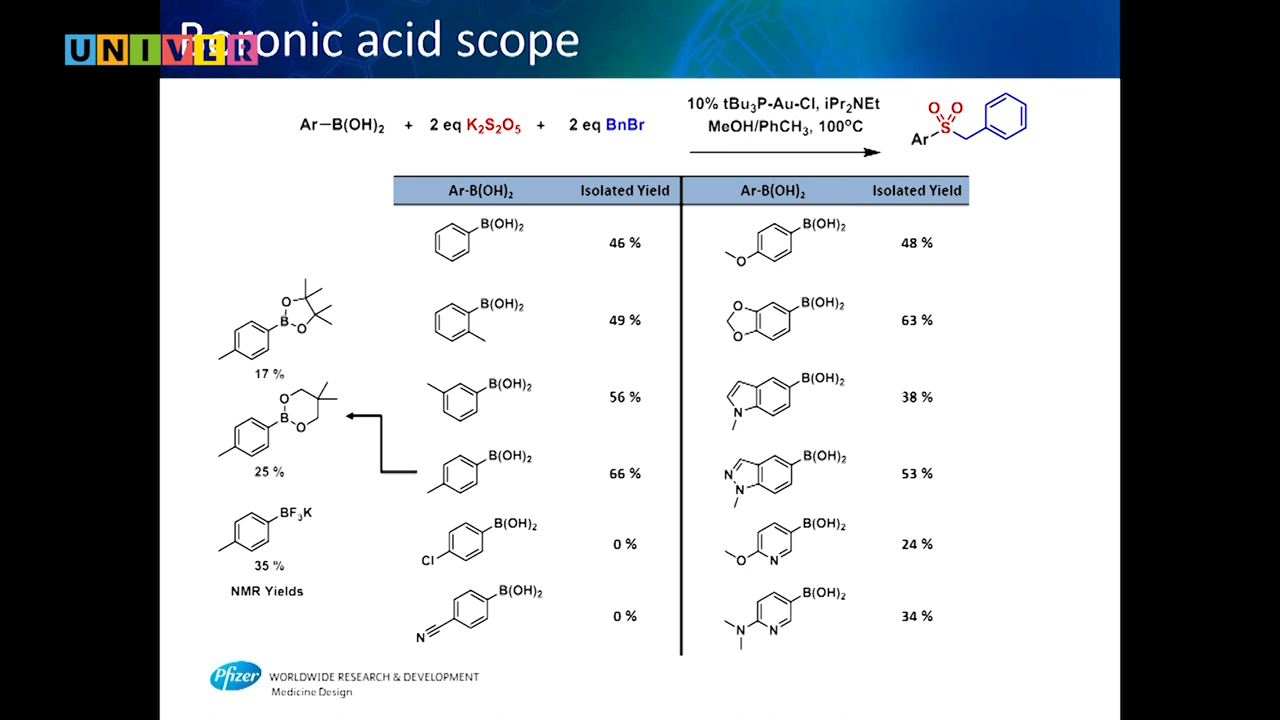 Boronic acid scope
UNIVER
Ar–B(OH)₂ + 2 eq K₂S₂O₅ + 2 eq BnBr
10% tBu₃P-Au-Cl, iPr₂NEt
MeOH/PhCH₃, 100°C
O O
S
Ar
Ar-B(OH)₂ Isolated Yield Ar-B(OH)₂ Isolated Yield
B(OH)₂ 46 % B(OH)₂ O 48 %
B(OH)₂ 49 % O O B(OH)₂ 63 %
B(OH)₂ 56 % N B(OH)₂ 38 %
B(OH)₂ 66 % N N B(OH)₂ 53 %
Cl B(OH)₂ 0 % O N B(OH)₂ 24 %
N B(OH)₂ 0 % N N B(OH)₂ 34 %
O B O
17 %
O B O
25 %
BF₃K
35 %
NMR Yields
Pfizer
WORLDWIDE RESEARCH & DEVELOPMENT
Medicine Design